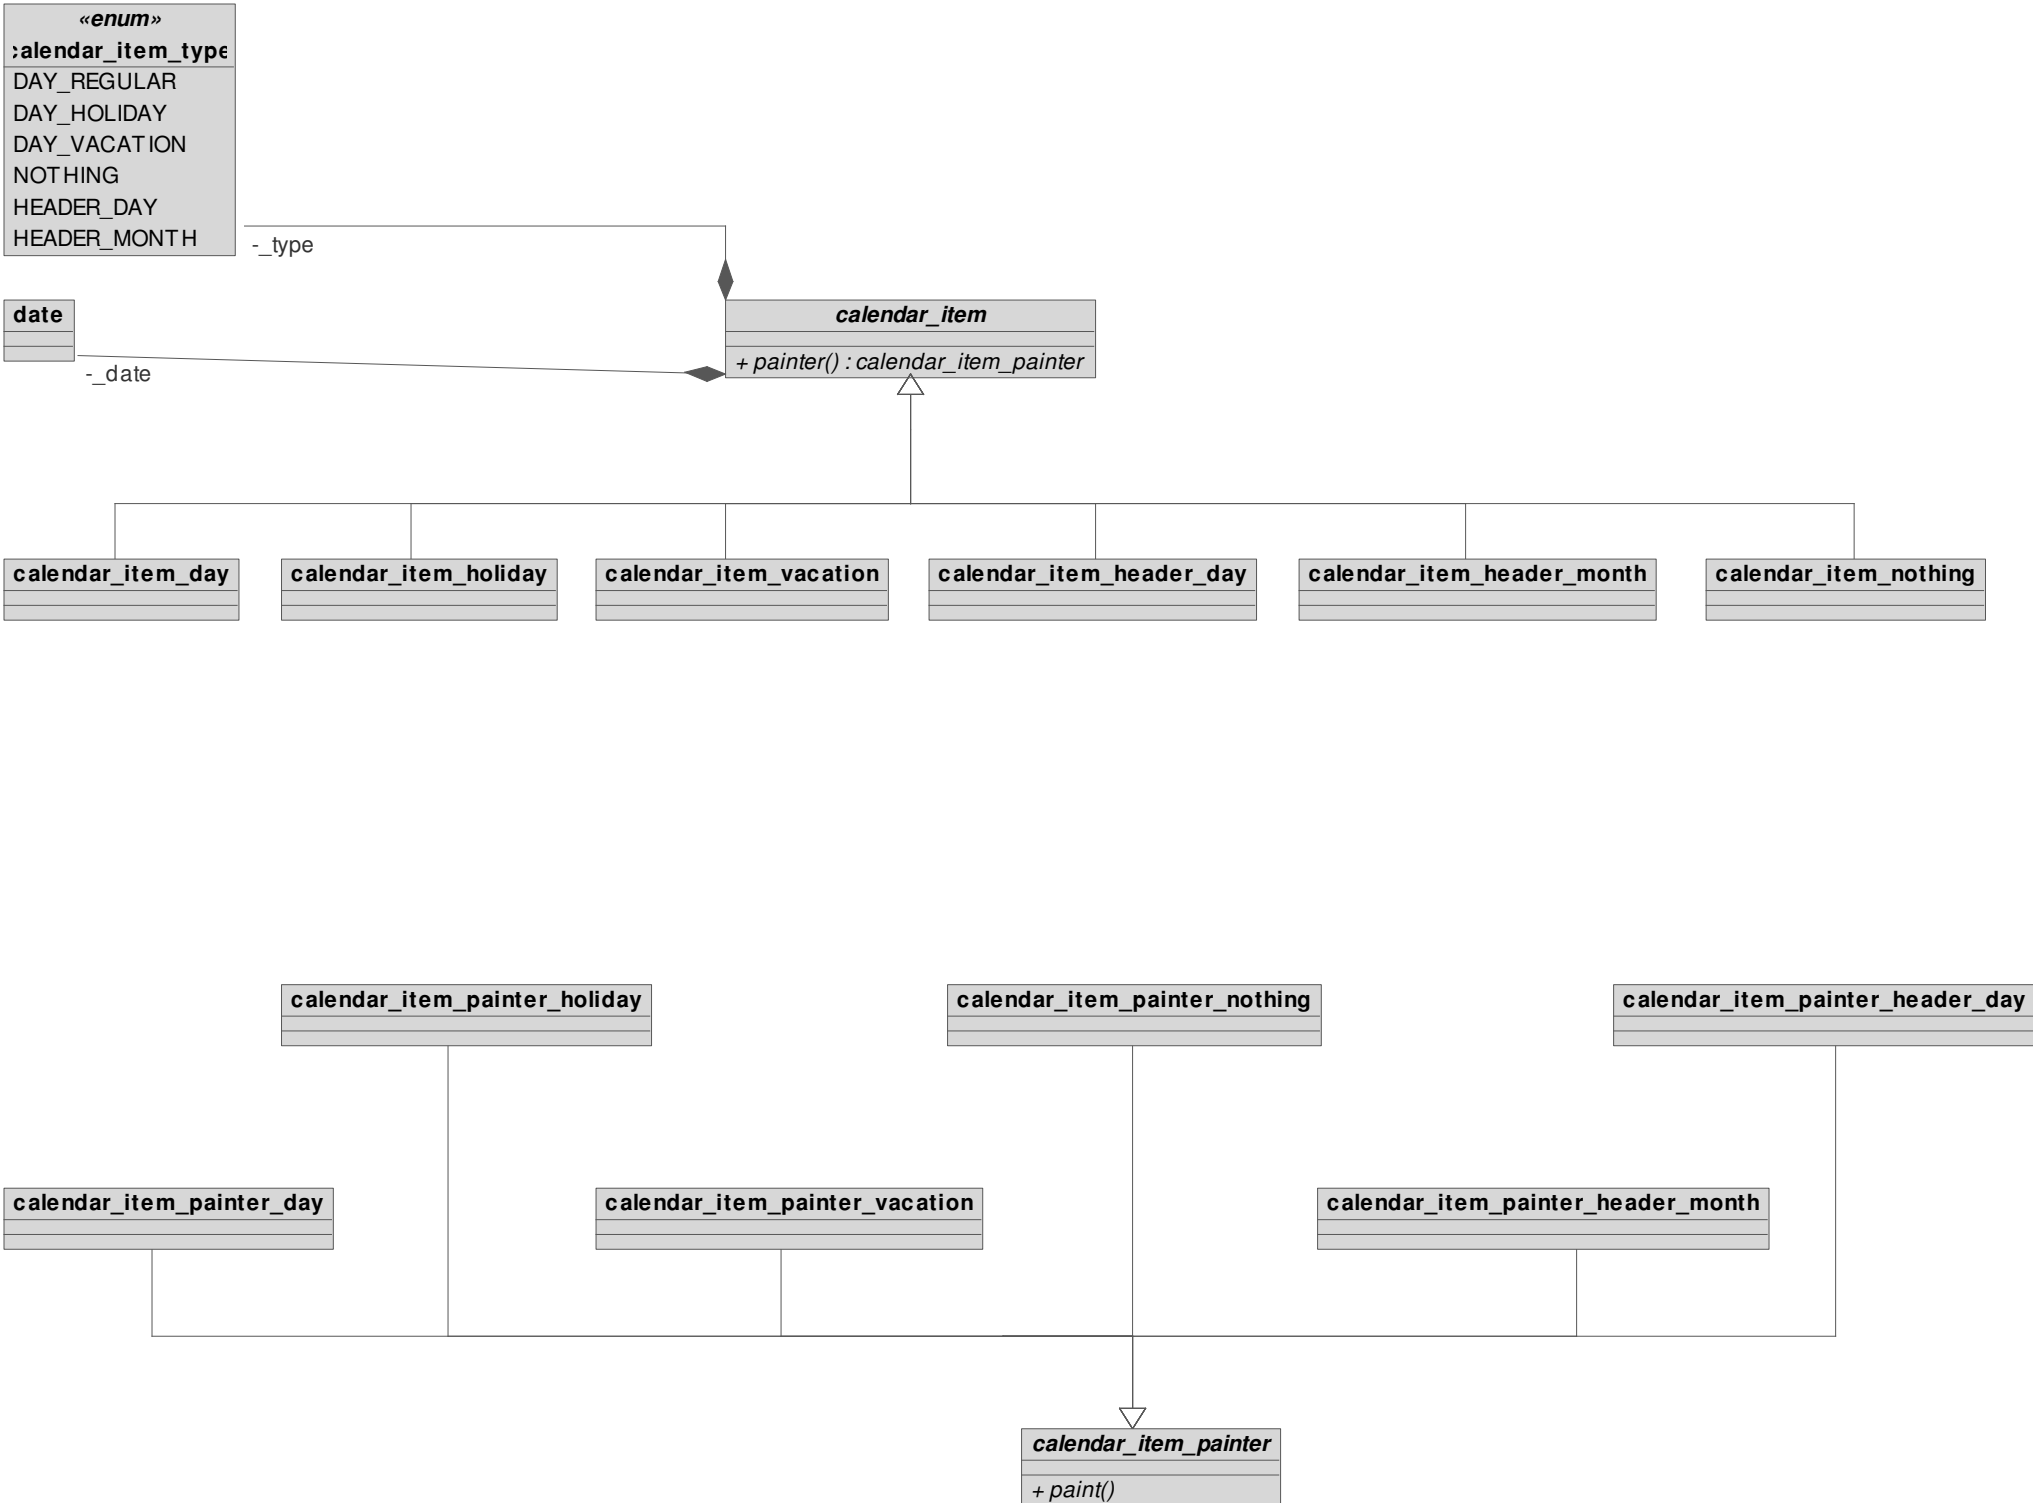 «enum»
calendar_item_type
DAY_REGULAR
DAY_HOLIDAY
DAY_VACATION
NOTHING
HEADER_DAY
HEADER_MONTH
-_type
date
-_date
calendar_item
+ painter() : calendar_item_painter
calendar_item_day
calendar_item_holiday
calendar_item_vacation
calendar_item_header_day
calendar_item_header_month
calendar_item_nothing
calendar_item_painter_holiday
calendar_item_painter_nothing
calendar_item_painter_header_day
calendar_item_painter_day
calendar_item_painter_vacation
calendar_item_painter_header_month
calendar_item_painter
+ paint()